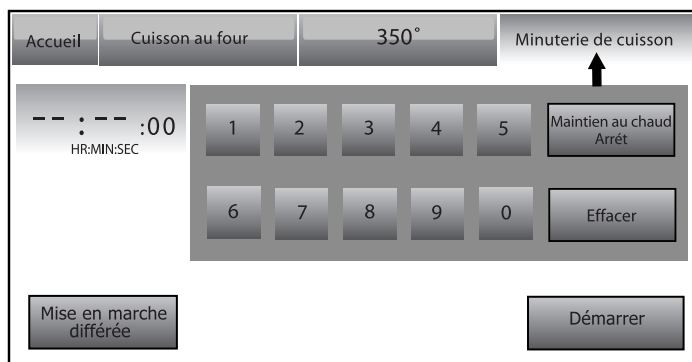 Accueil
Cuisson au four
350°
Minuterie de cuisson
-- : -- :00
HR:MIN:SEC
1 2 3 4 5
Maintien au chaud
Arrét
6 7 8 9 0
Effacer
Mise en marche
différée
Démarrer